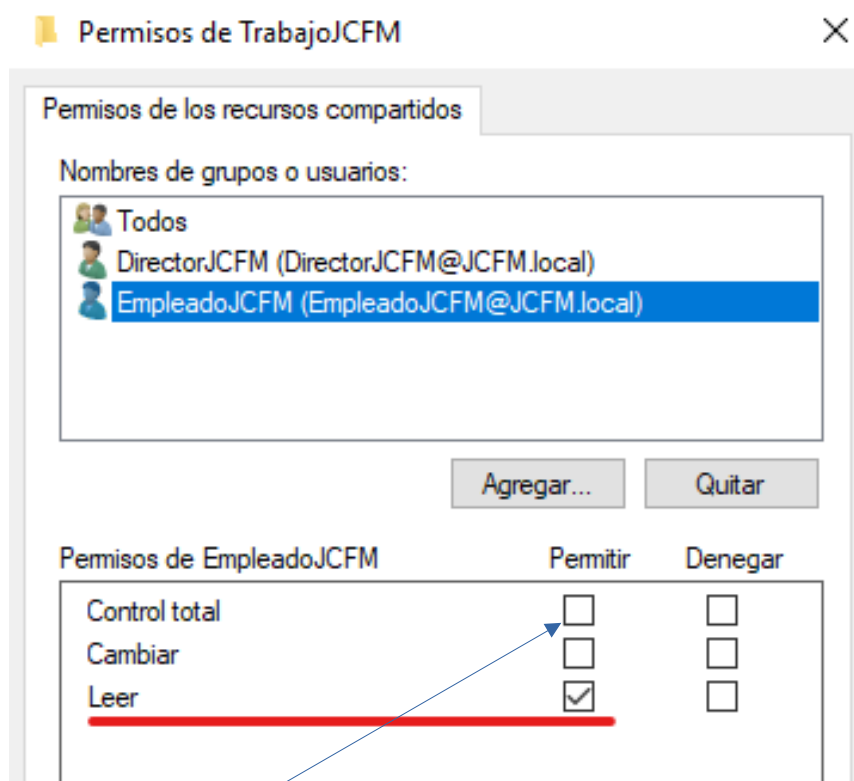 Permisos de TrabajoJCFM
Permisos de los recursos compartidos
Nombres de grupos o usuarios:
Todos
DirectorJCFM (DirectorJCFM@JCFM.local)
EmpleadoJCFM (EmpleadoJCFM@JCFM.local)
Agregar... Quitar
Permisos de EmpleadoJCFM Permitir Denegar
Control total
Cambiar
Leer